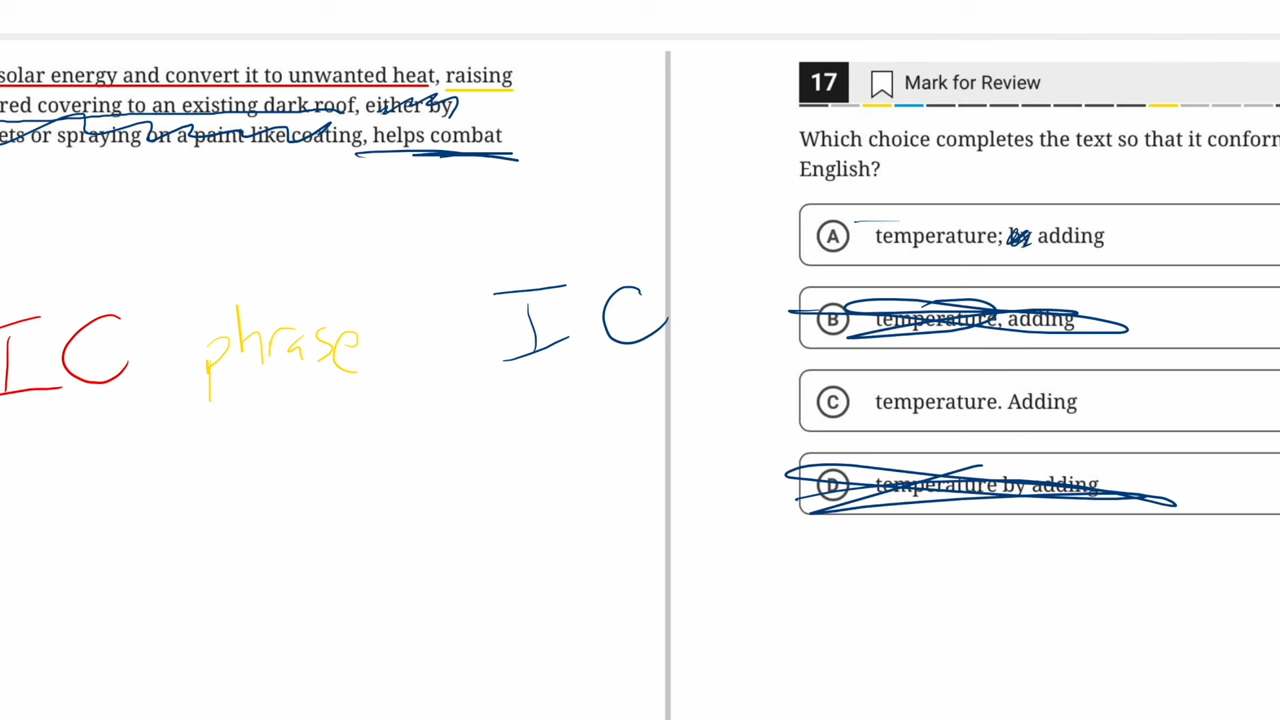 solar energy and convert it to unwanted heat, raising
red covering to an existing dark roof, either by
ets or spraying on a paint-like coating, helps combat
IC phrase IC
17 Mark for Review
Which choice completes the text so that it conform
English?
A temperature; adding
B temperature, adding
C temperature. Adding
D temperature by adding